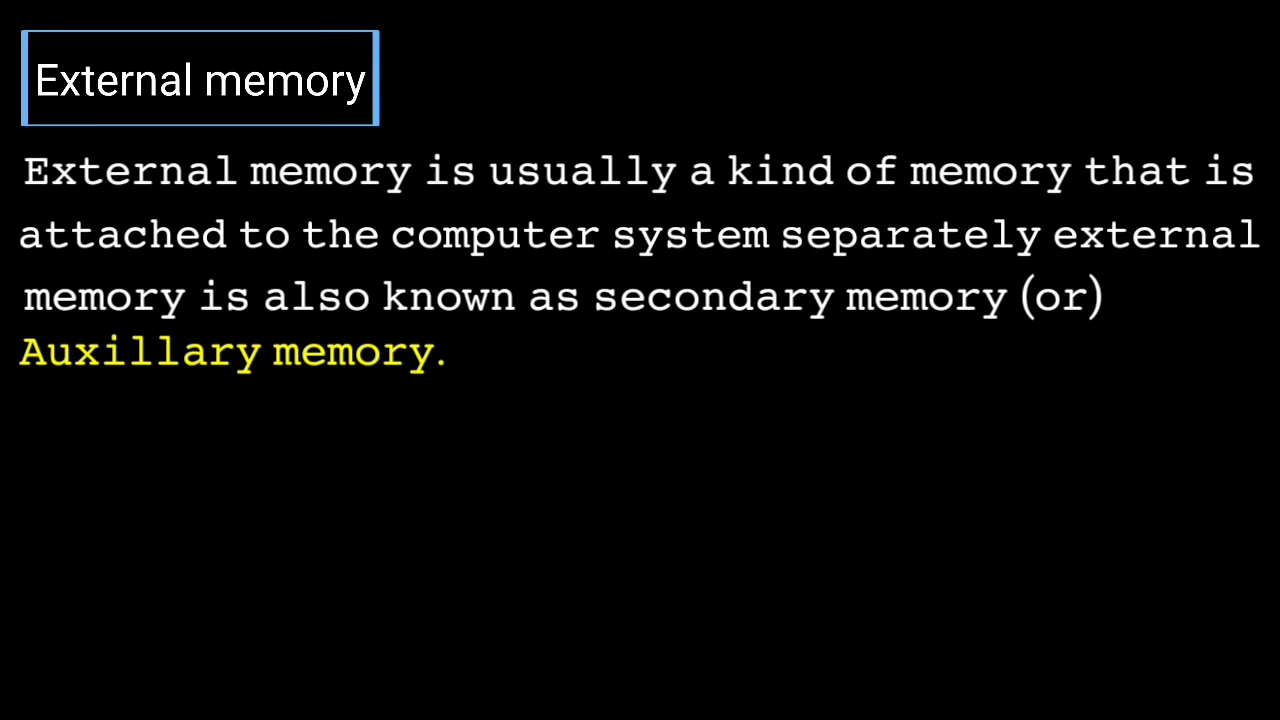 External memory
External memory is usually a kind of memory that is
attached to the computer system separately external
memory is also known as secondary memory (or)
Auxillary memory.